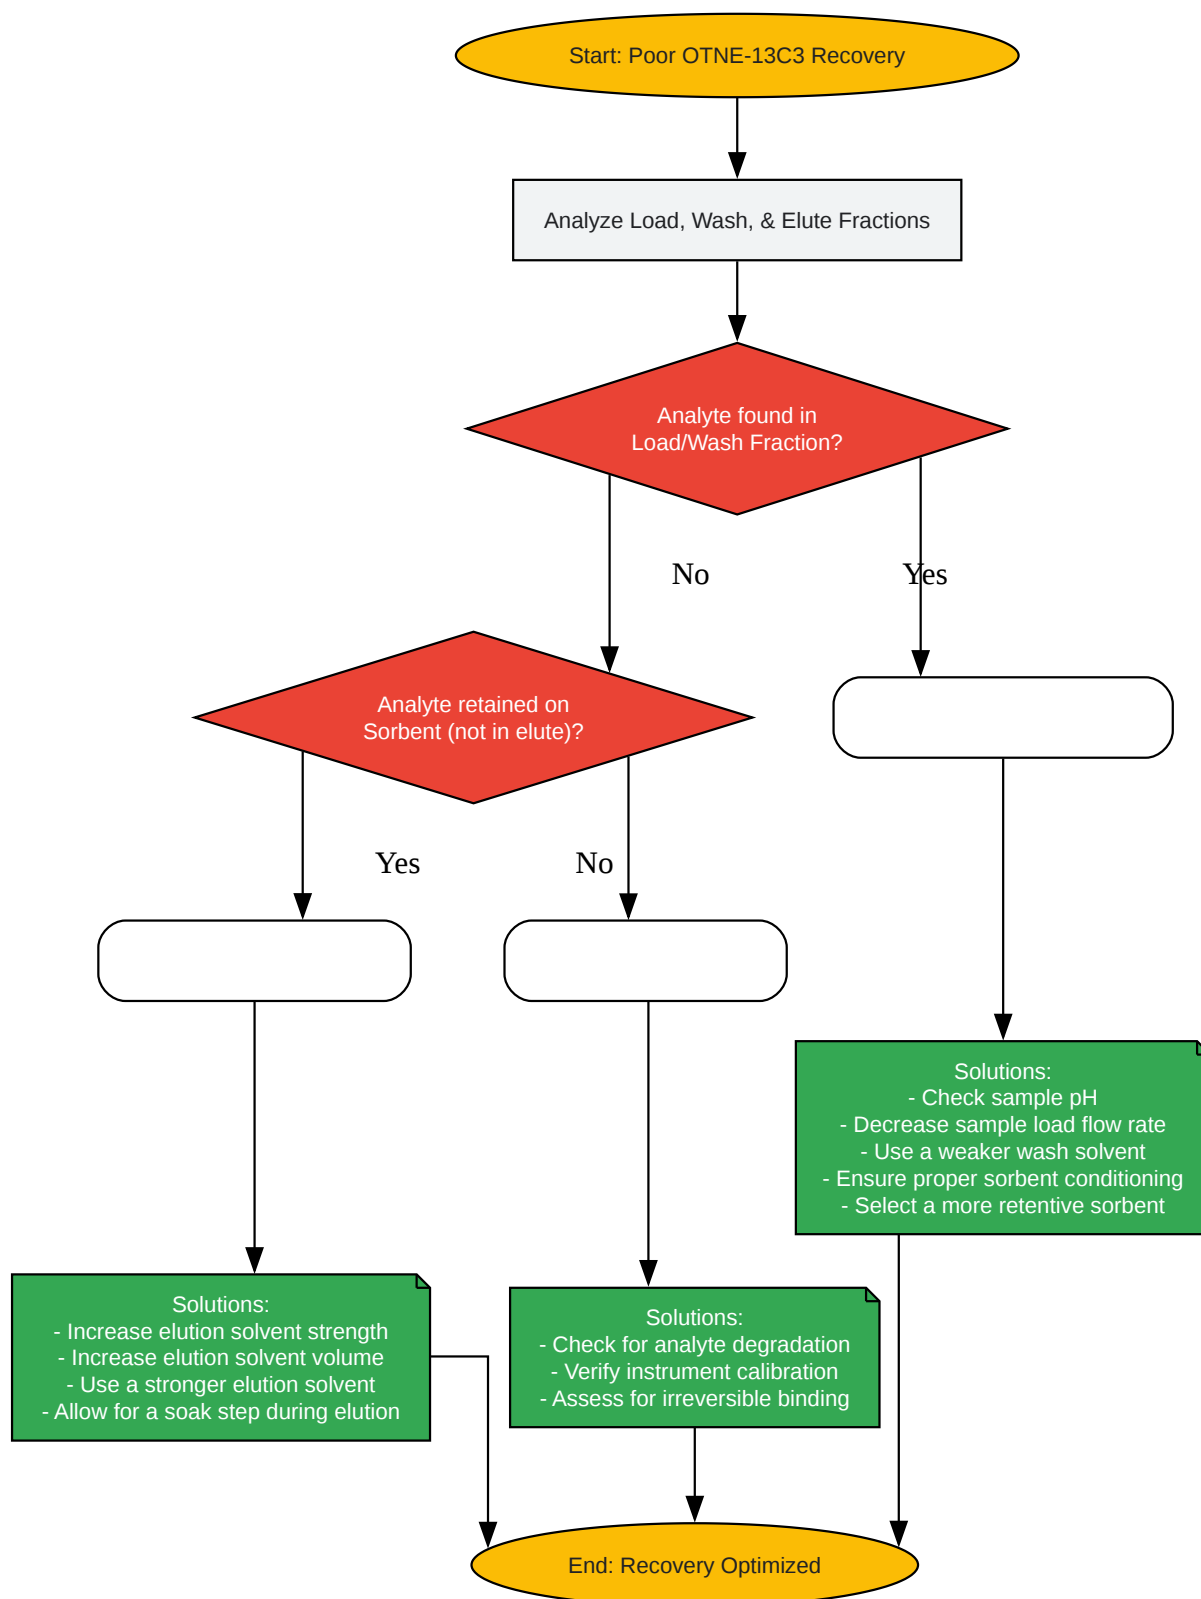 Start: Poor OTNE-13C3 Recovery
Analyze Load, Wash, & Elute Fractions
Analyte found in
Load/Wash Fraction?
No
Yes
Analyte retained on
Sorbent (not in elute)?
Yes
No
Solutions:
- Check sample pH
- Decrease sample load flow rate
- Use a weaker wash solvent
- Ensure proper sorbent conditioning
- Select a more retentive sorbent
Solutions:
- Increase elution solvent strength
- Increase elution solvent volume
- Use a stronger elution solvent
- Allow for a soak step during elution
Solutions:
- Check for analyte degradation
- Verify instrument calibration
- Assess for irreversible binding
End: Recovery Optimized